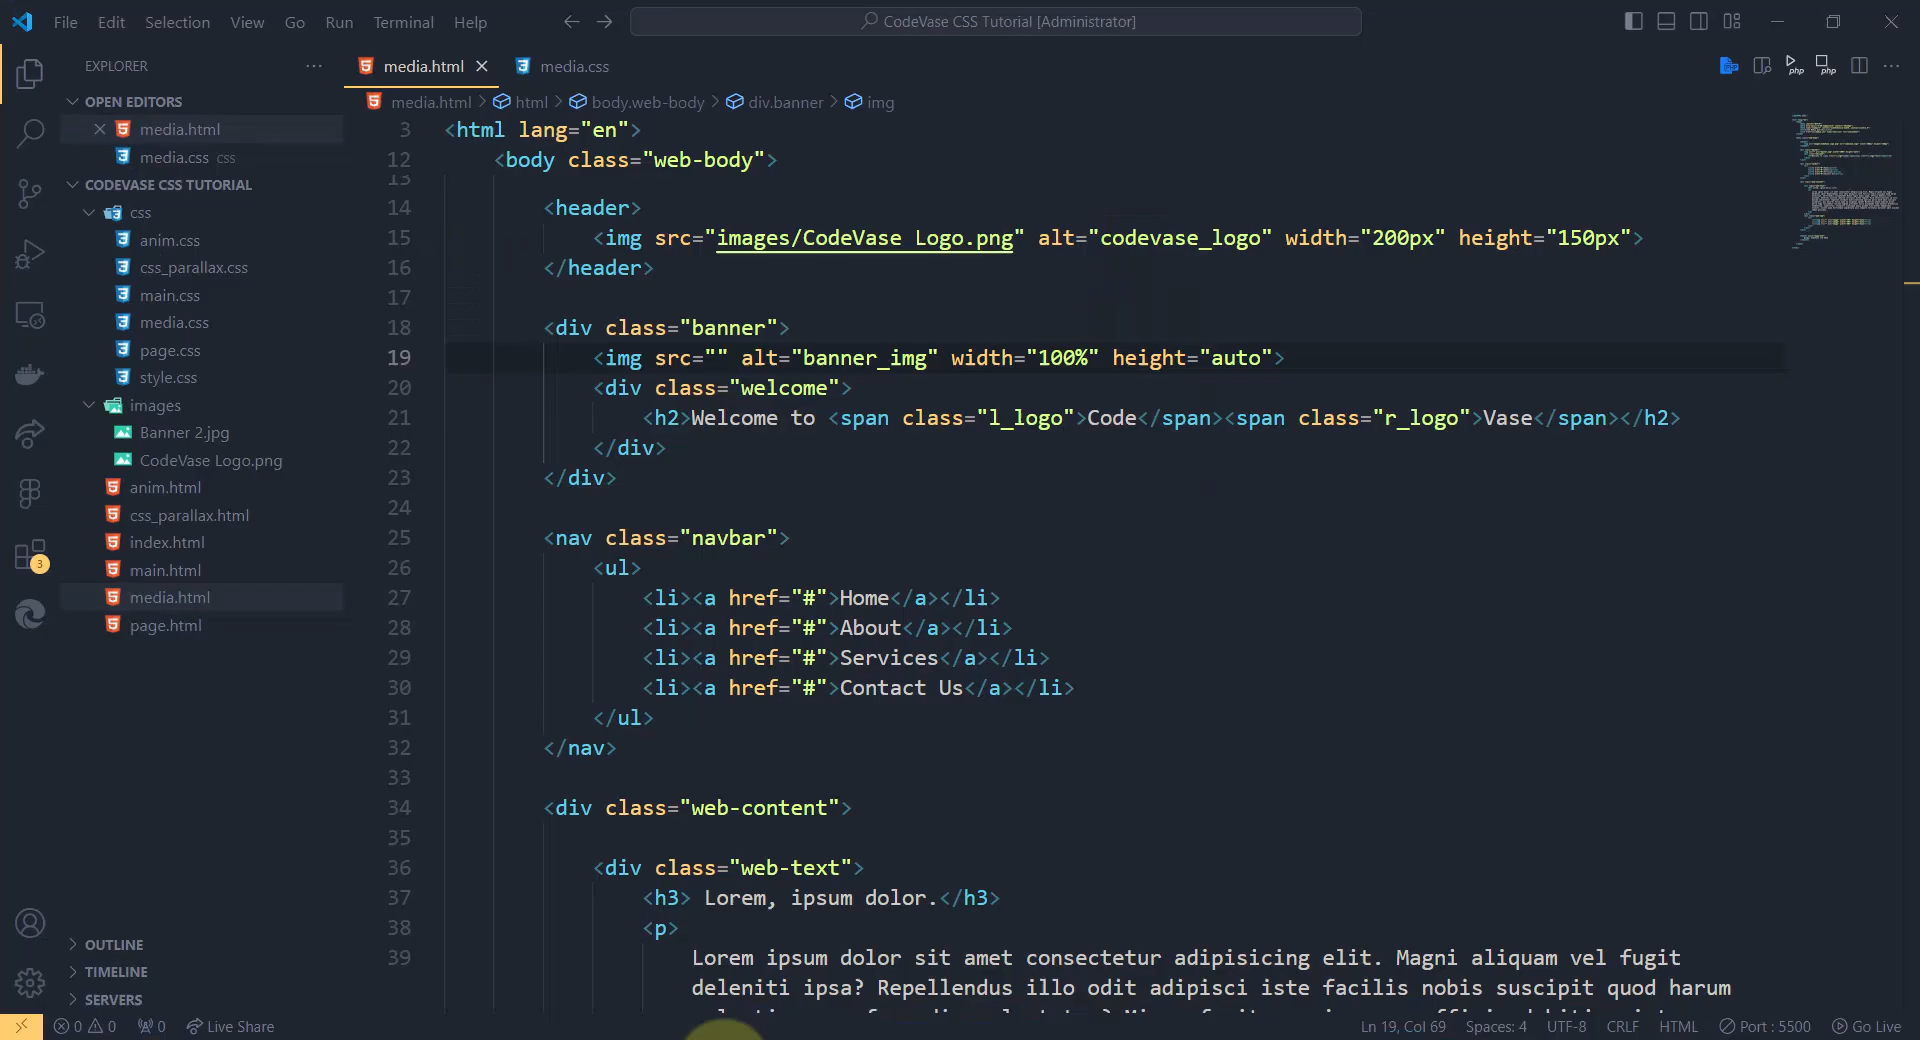 File Edit Selection View Go Run Terminal Help
CodeVase CSS Tutorial [Administrator]
EXPLORER
media.html
media.css
php
php
OPEN EDITORS
media.html > html > body.web-body > div.banner > img
media.html
media.css css
CODEVASE CSS TUTORIAL
css
anim.css
css_parallax.css
main.css
media.css
page.css
style.css
images
Banner 2.jpg
CodeVase Logo.png
anim.html
css_parallax.html
index.html
main.html
media.html
page.html
3
OUTLINE
TIMELINE
SERVERS
3 <html lang="en">
12 <body class="web-body">
13
14 <header>
15 <img src="images/CodeVase Logo.png" alt="codevase_logo" width="200px" height="150px">
16 </header>
17
18 <div class="banner">
19 <img src="" alt="banner_img" width="100%" height="auto">
20 <div class="welcome">
21 <h2>Welcome to <span class="l_logo">Code</span><span class="r_logo">Vase</span></h2>
22 </div>
23 </div>
24
25 <nav class="navbar">
26 <ul>
27 <li><a href="#">Home</a></li>
28 <li><a href="#">About</a></li>
29 <li><a href="#">Services</a></li>
30 <li><a href="#">Contact Us</a></li>
31 </ul>
32 </nav>
33
34 <div class="web-content">
35
36 <div class="web-text">
37 <h3> Lorem, ipsum dolor.</h3>
38 <p>
39 Lorem ipsum dolor sit amet consectetur adipisicing elit. Magni aliquam vel fugit
deleniti ipsa? Repellendus illo odit adipisci iste facilis nobis suscipit quod harum
0 0 0 Live Share
Ln 19, Col 69 Spaces: 4 UTF-8 CRLF HTML Port : 5500 Go Live